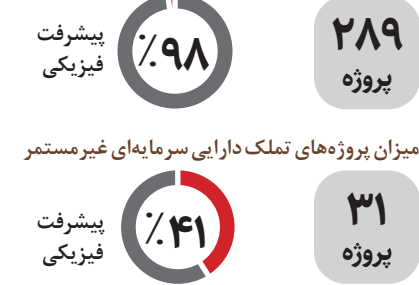 ۲۸۹
پروژه
٪۹۸
پیشرفت
فیزیکی
میزان پروژه‌های تملک دارایی سرمایه‌ای غیرمستمر
۳۱
پروژه
٪۴۱
پیشرفت
فیزیکی